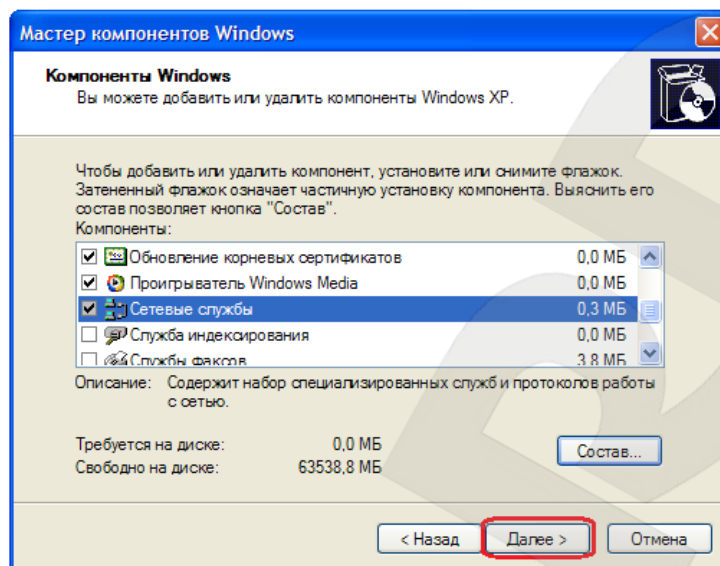 Мастер компонентов Windows
Компоненты Windows
Вы можете добавить или удалить компоненты Windows XP.
Чтобы добавить или удалить компонент, установите или снимите флажок.
Затененный флажок означает частичную установку компонента. Выяснить его
состав позволяет кнопка "Состав".
Компоненты:
Обновление корневых сертификатов 0,0 МБ
Проигрыватель Windows Media 0,0 МБ
Сетевые службы 0,3 МБ
Служба индексирования 0,0 МБ
Службы факсов 3,8 МБ
Описание: Содержит набор специализированных служб и протоколов работы
с сетью.
Требуется на диске: 0,0 МБ
Свободно на диске: 63538,8 МБ
Состав...
< Назад Далее > Отмена